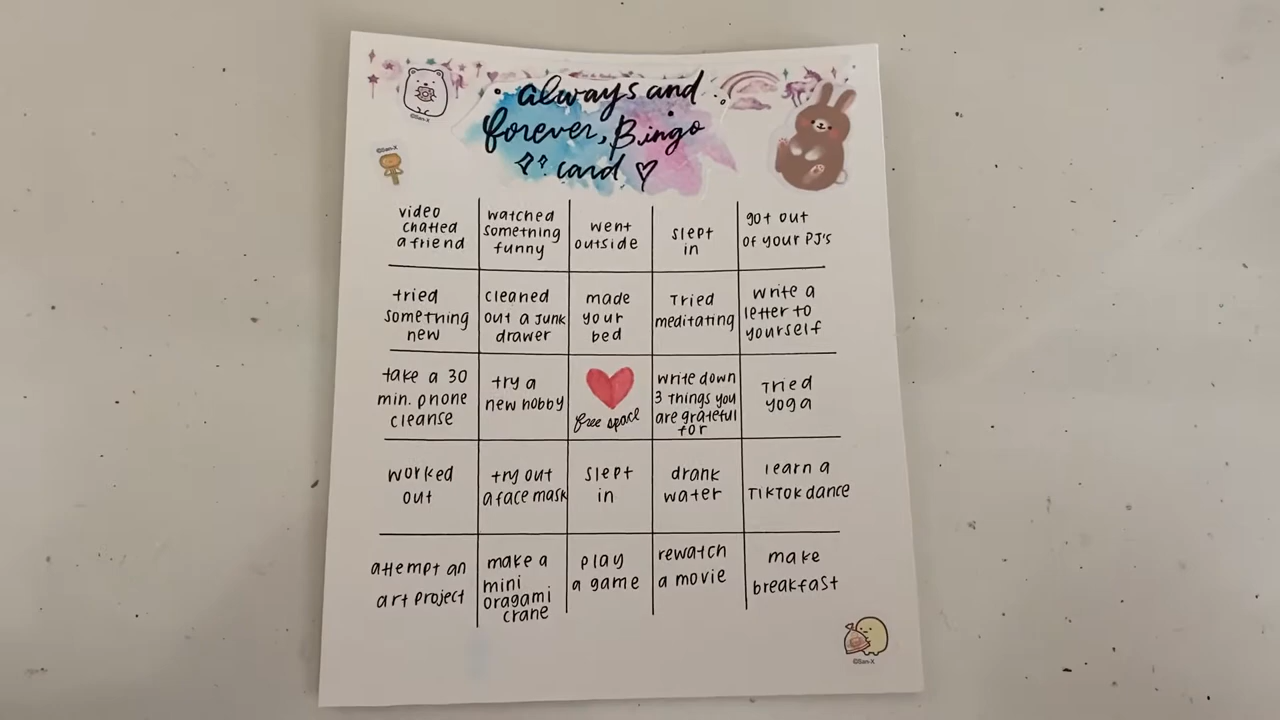 always and
forever, Bingo
card
©San-X
©San-X
video
chatted
a friend
watched
something
funny
went
outside
slept
in
got out
of your PJ's
tried
something
new
cleaned
out a junk
drawer
made
your
bed
Tried
meditating
write a
letter to
yourself
take a 30
min. phone
cleanse
try a
new hobby
free space
write down
3 things you
are grateful
for
Tried
yoga
worked
out
try out
a face mask
slept
in
drank
water
learn a
TIKTOK dance
attempt an
art project
make a
mini
oragami
crane
play
a game
rewatch
a movie
make
breakfast
©San-X